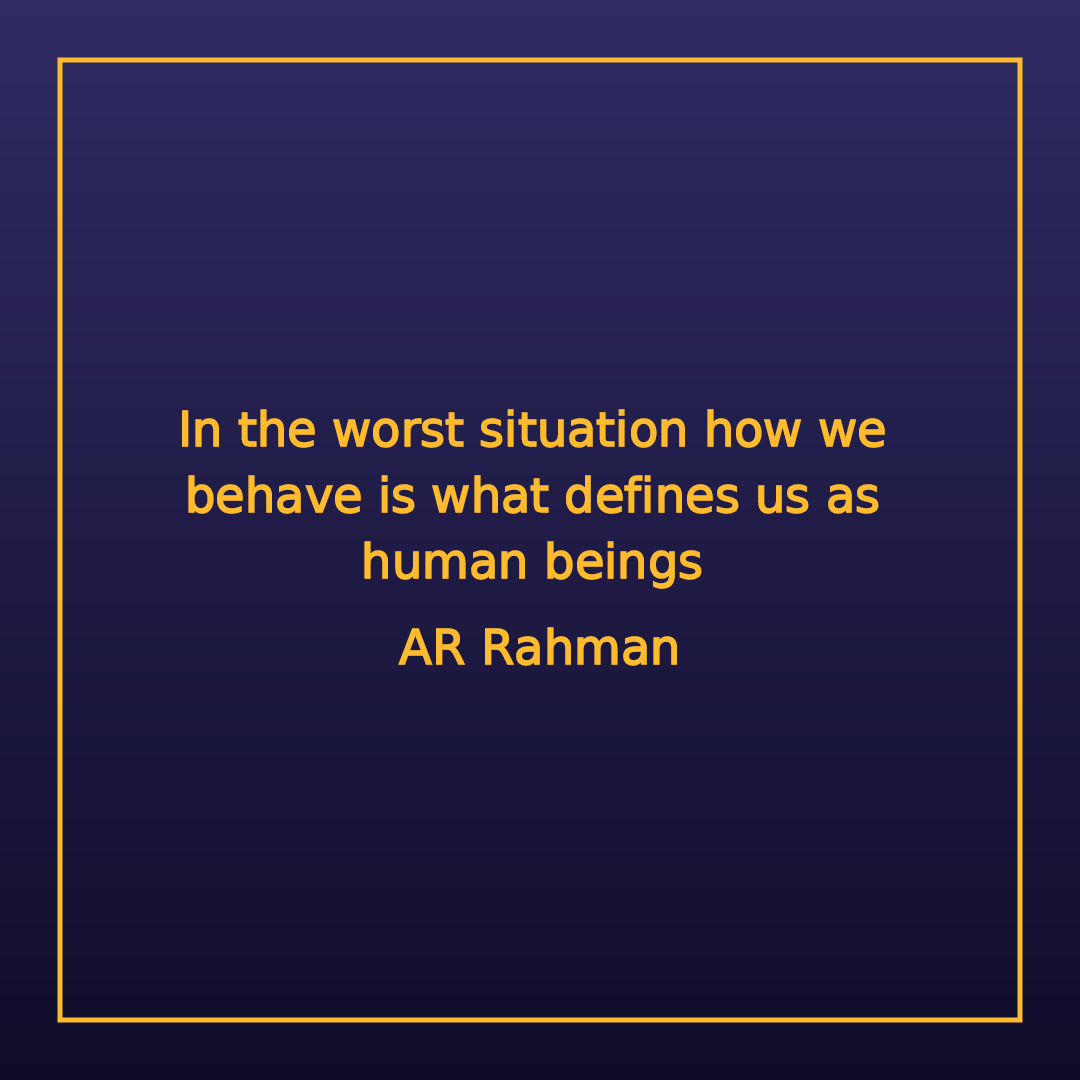 In the worst situation how we
behave is what defines us as
human beings
AR Rahman